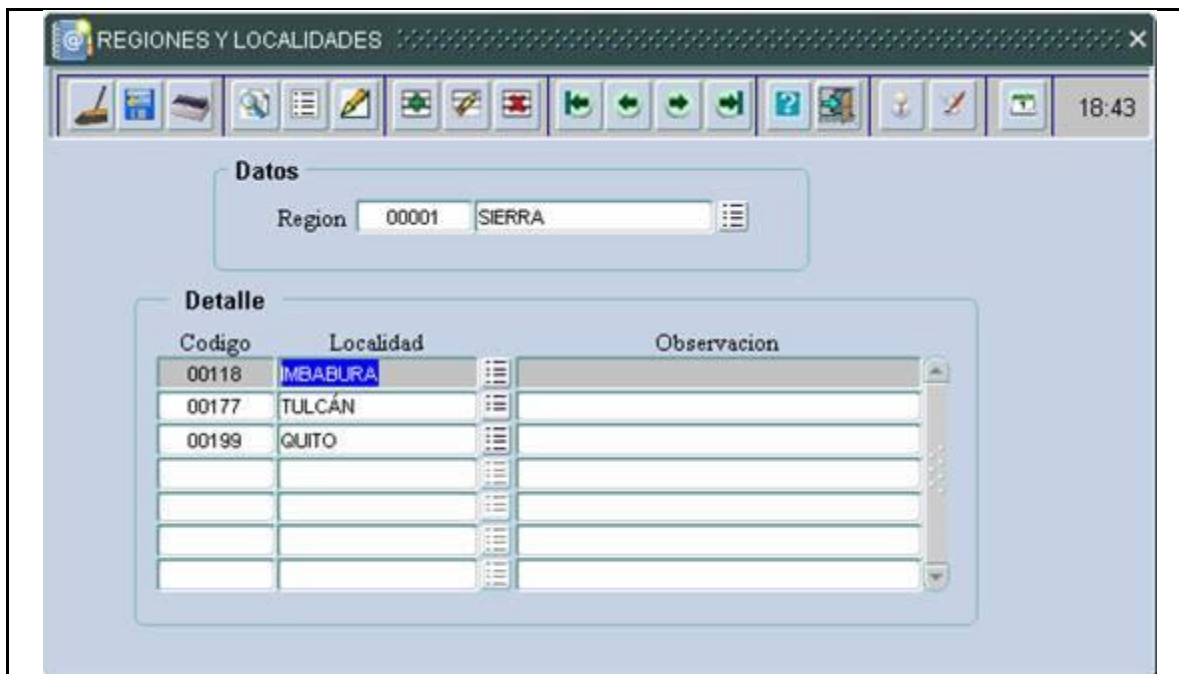 REGIONES Y LOCALIDADES
18:43
Datos
Region 00001 SIERRA
Detalle
Codigo Localidad Observacion
00118 IMBABURA
00177 TULCÁN
00199 QUITO